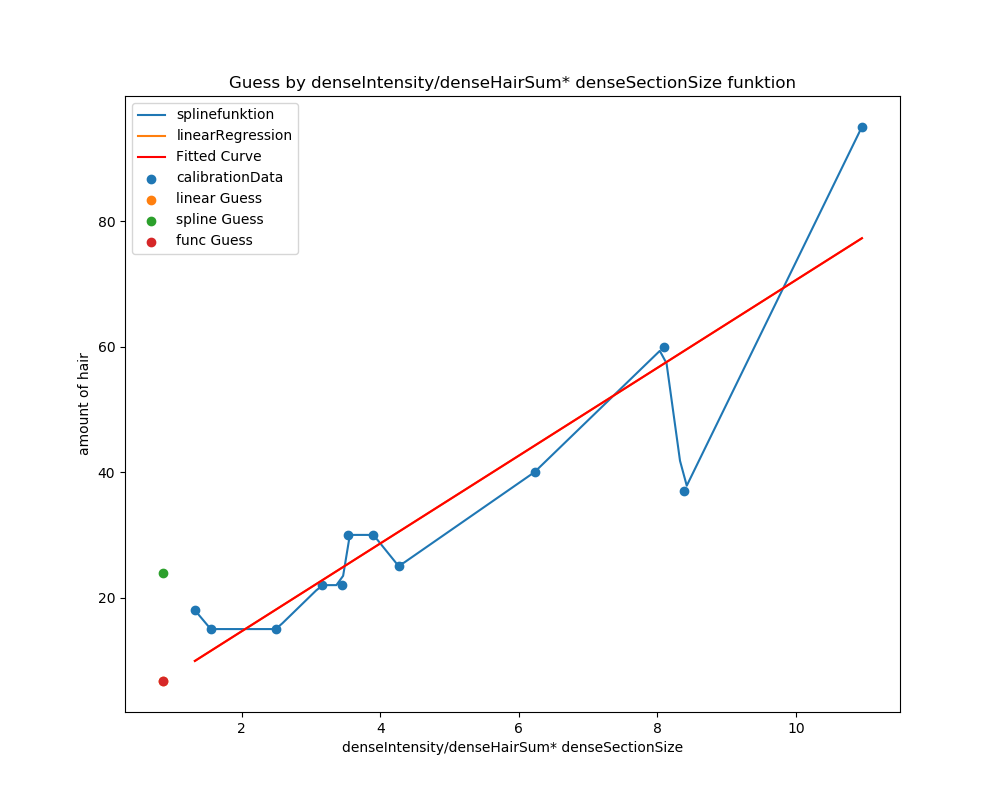 Guess by denseIntensity/denseHairSum* denseSectionSize funktion
splinefunktion
linearRegression
Fitted Curve
calibrationData
linear Guess
spline Guess
func Guess
80
60
40
20
amount of hair
2 4 6 8 10
denseIntensity/denseHairSum* denseSectionSize